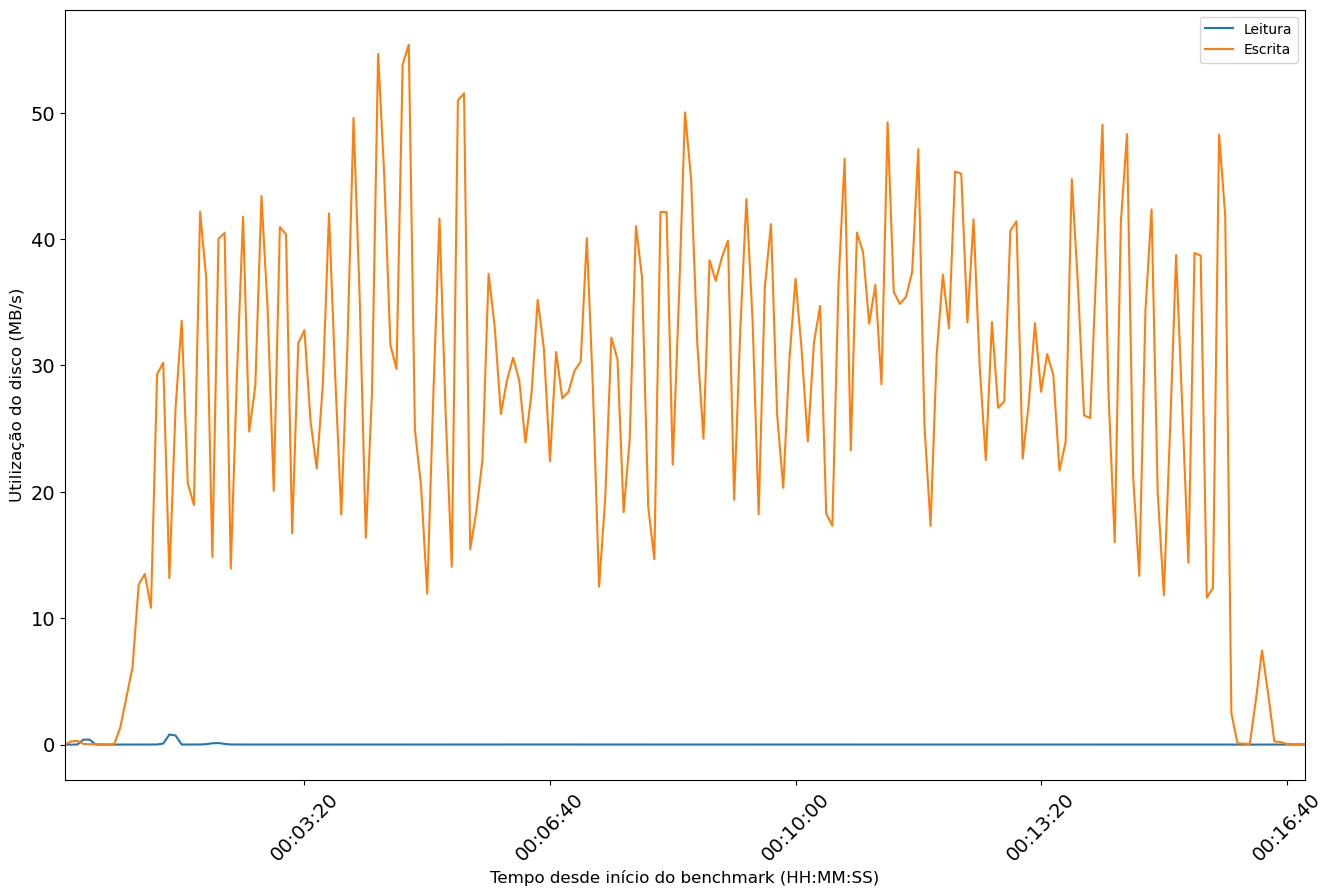 Leitura
Escrita
Utilização do disco (MB/s)
50
40
30
20
10
0
00:03:20
00:06:40
00:10:00
00:13:20
00:16:40
Tempo desde início do benchmark (HH:MM:SS)